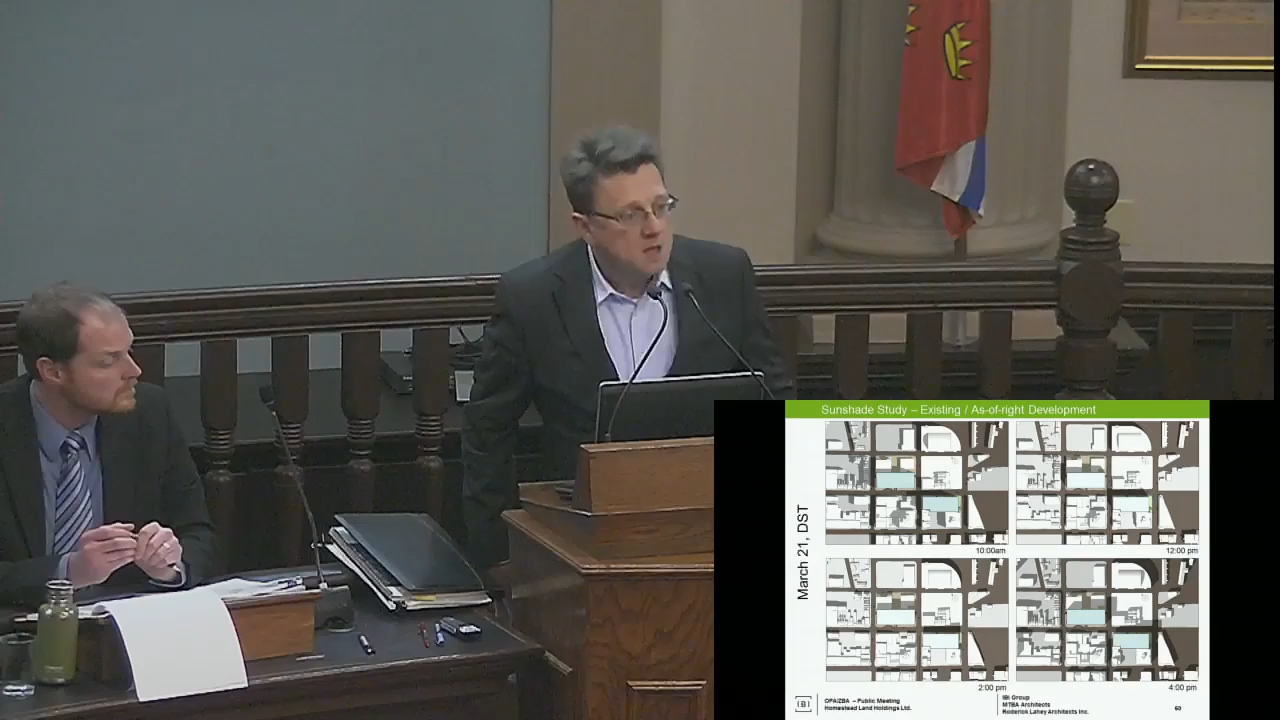 Sunshade Study – Existing / As-of-right Development
March 21, DST
10:00am
12:00 pm
2:00 pm
4:00 pm
IBI
OPA/ZBA – Public Meeting
Homestead Land Holdings Ltd.
IBI Group
MTBA Architects
Roderick Lahey Architects Inc.
60